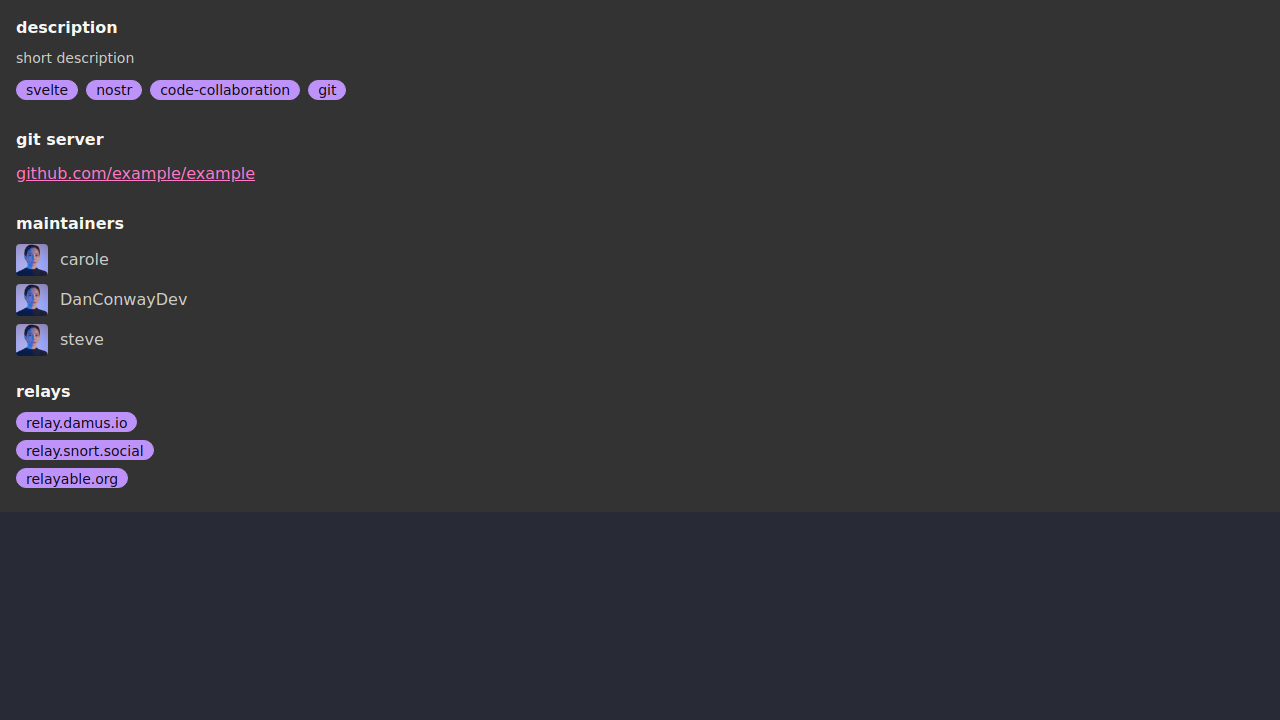 description
short description
svelte nostr code-collaboration git
git server
github.com/example/example
maintainers
carole
DanConwayDev
steve
relays
relay.damus.io
relay.snort.social
relayable.org